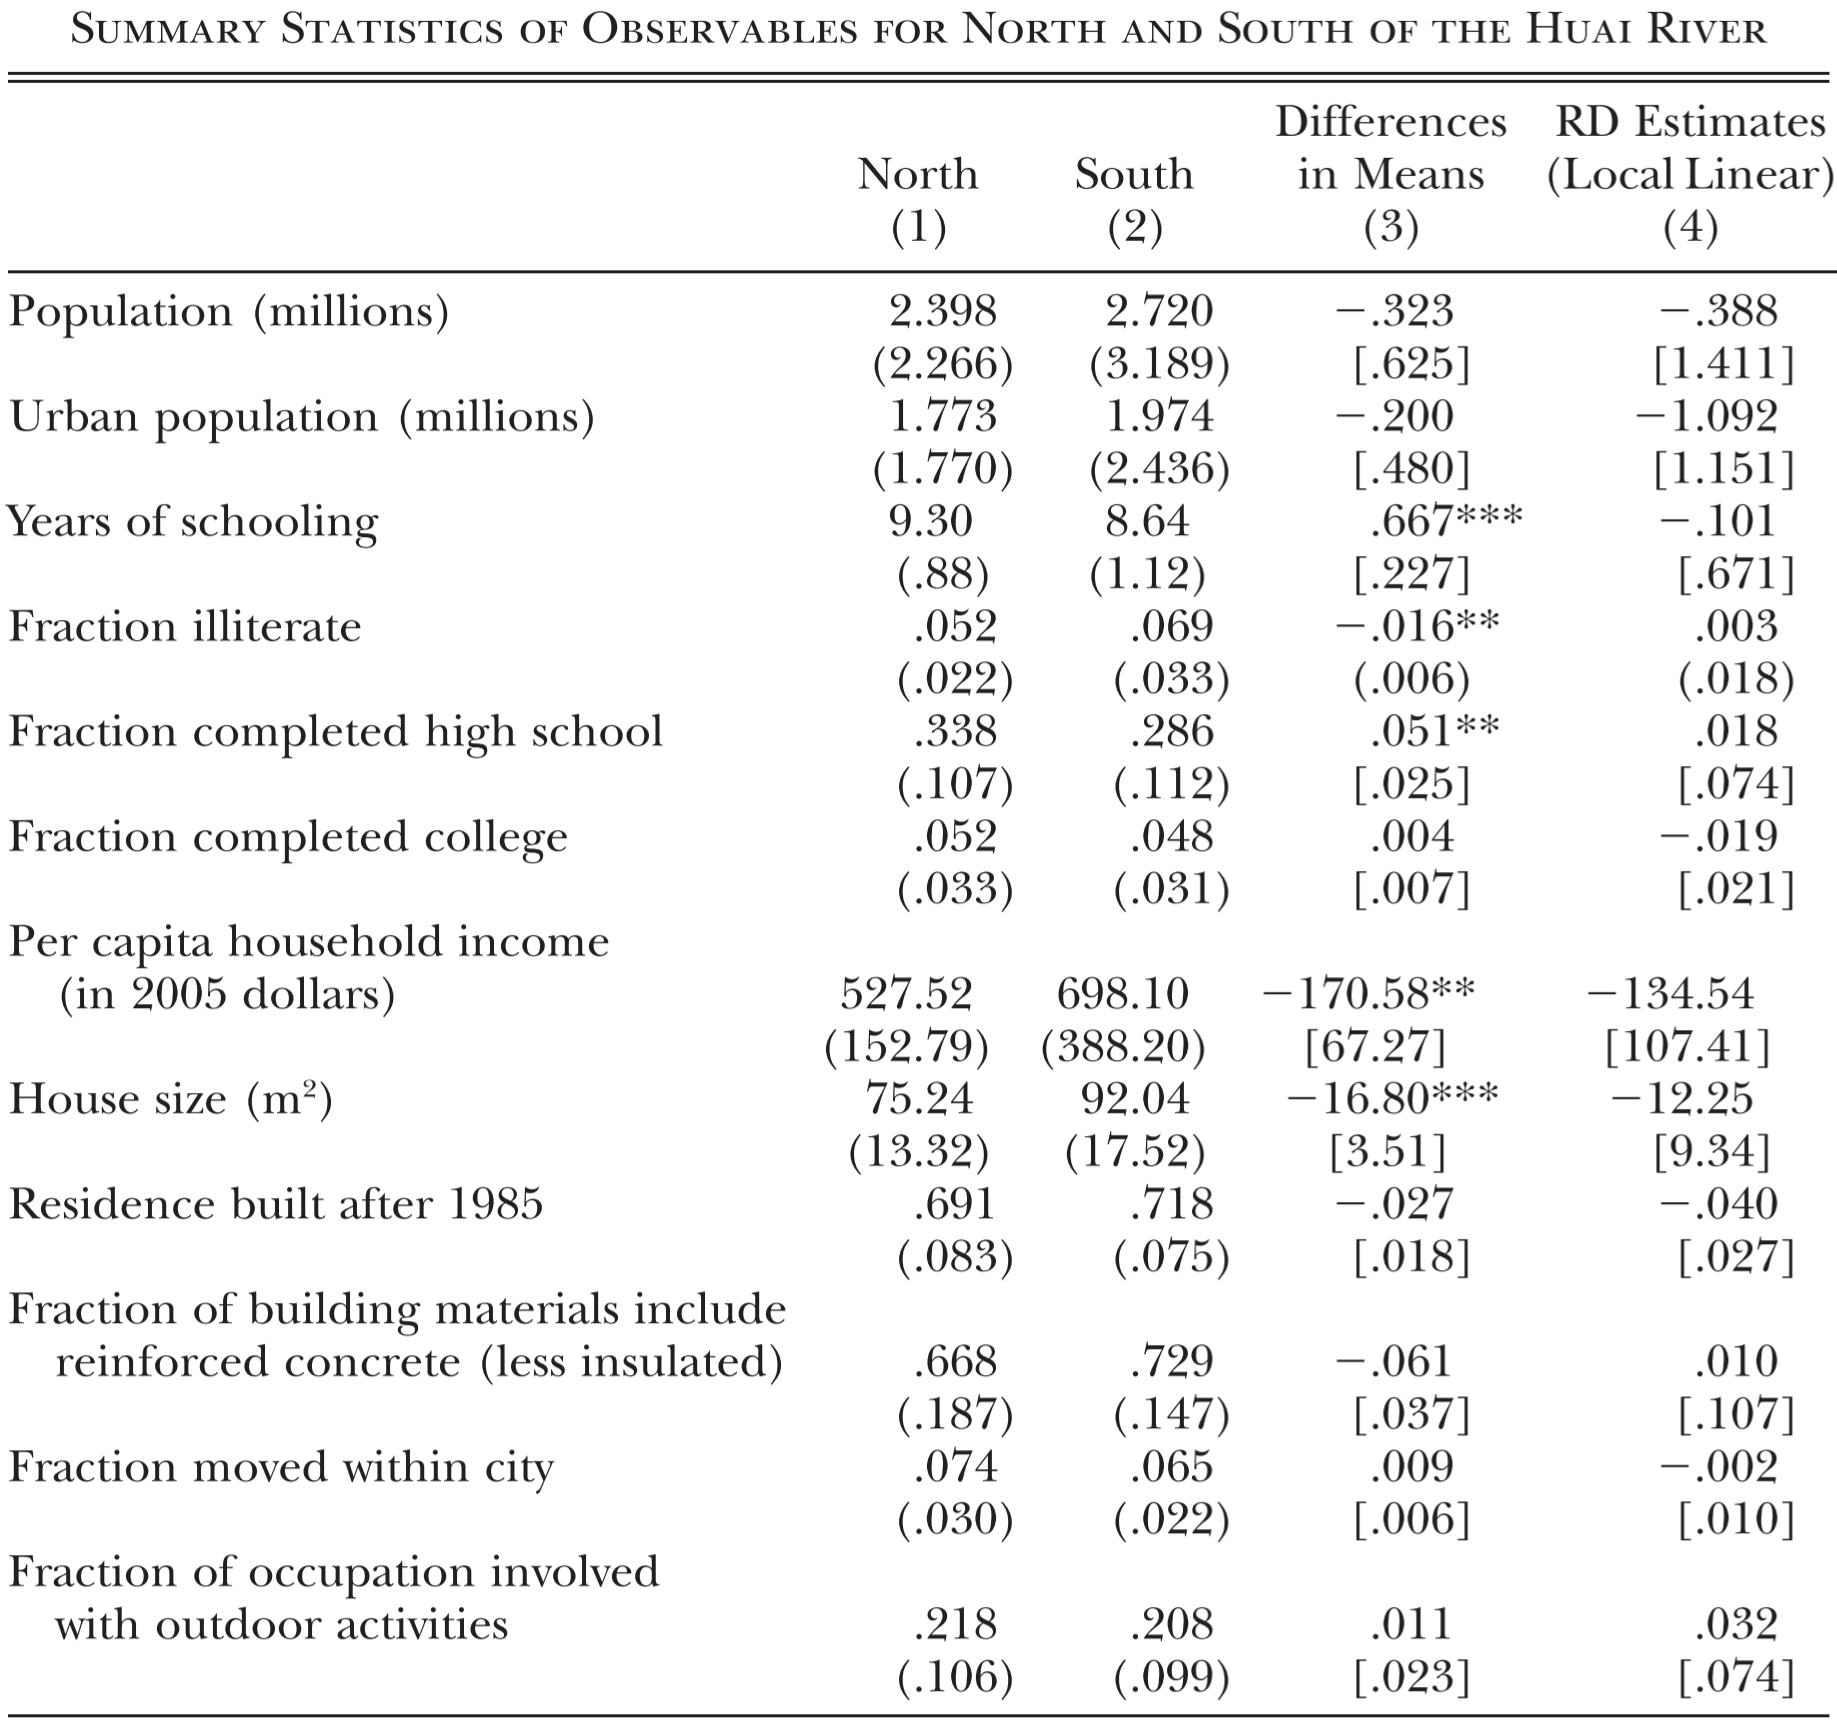 SUMMARY STATISTICS OF OBSERVABLES FOR NORTH AND SOUTH OF THE HUAI RIVER
Differences RD Estimates
North South in Means (Local Linear)
(1) (2) (3) (4)
Population (millions) 2.398 2.720 −.323 −.388
(2.266) (3.189) [.625] [1.411]
Urban population (millions) 1.773 1.974 −.200 −1.092
(1.770) (2.436) [.480] [1.151]
Years of schooling 9.30 8.64 .667*** −.101
(.88) (1.12) [.227] [.671]
Fraction illiterate .052 .069 −.016** .003
(.022) (.033) (.006) (.018)
Fraction completed high school .338 .286 .051** .018
(.107) (.112) [.025] [.074]
Fraction completed college .052 .048 .004 −.019
(.033) (.031) [.007] [.021]
Per capita household income
(in 2005 dollars) 527.52 698.10 −170.58** −134.54
(152.79) (388.20) [67.27] [107.41]
House size (m²) 75.24 92.04 −16.80*** −12.25
(13.32) (17.52) [3.51] [9.34]
Residence built after 1985 .691 .718 −.027 −.040
(.083) (.075) [.018] [.027]
Fraction of building materials include
reinforced concrete (less insulated) .668 .729 −.061 .010
(.187) (.147) [.037] [.107]
Fraction moved within city .074 .065 .009 −.002
(.030) (.022) [.006] [.010]
Fraction of occupation involved
with outdoor activities .218 .208 .011 .032
(.106) (.099) [.023] [.074]